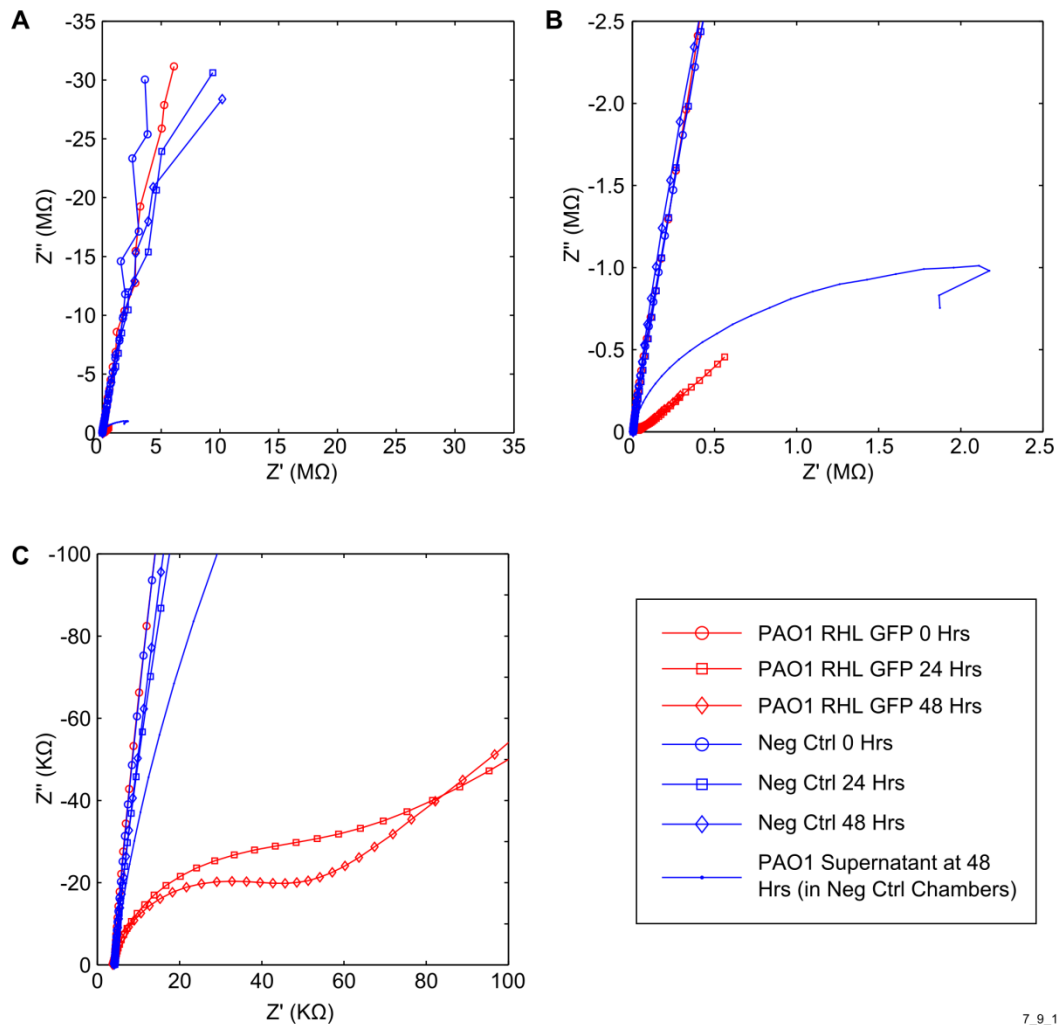 A
-35
-30
-25
-20
-15
-10
-5
0
Z" (MΩ)
0 5 10 15 20 25 30 35
Z' (MΩ)
B
-2.5
-2.0
-1.5
-1.0
-0.5
0
Z" (MΩ)
0 0.5 1.0 1.5 2.0 2.5
Z' (MΩ)
C
-100
-80
-60
-40
-20
0
Z" (KΩ)
0 20 40 60 80 100
Z' (KΩ)
PAO1 RHL GFP 0 Hrs
PAO1 RHL GFP 24 Hrs
PAO1 RHL GFP 48 Hrs
Neg Ctrl 0 Hrs
Neg Ctrl 24 Hrs
Neg Ctrl 48 Hrs
PAO1 Supernatant at 48
Hrs (in Neg Ctrl Chambers)
7_9_1